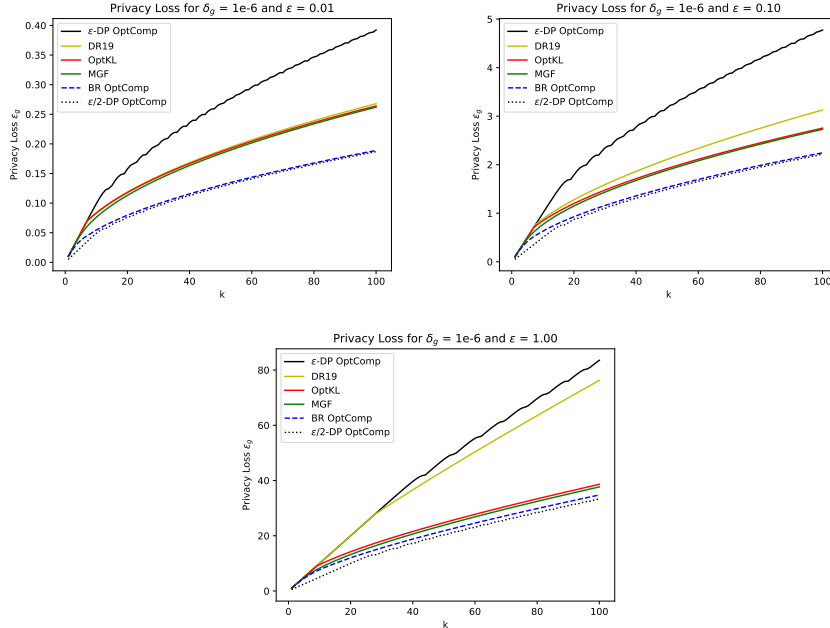 Privacy Loss for δg = 1e-6 and ε = 0.01
Privacy Loss εg
0.40
0.35
0.30
0.25
0.20
0.15
0.10
0.05
0.00
ε-DP OptComp
DR19
OptKL
MGF
BR OptComp
ε/2-DP OptComp
0 20 40 60 80 100
k
Privacy Loss for δg = 1e-6 and ε = 0.10
Privacy Loss εg
5
4
3
2
1
0
ε-DP OptComp
DR19
OptKL
MGF
BR OptComp
ε/2-DP OptComp
0 20 40 60 80 100
k
Privacy Loss for δg = 1e-6 and ε = 1.00
Privacy Loss εg
80
60
40
20
0
ε-DP OptComp
DR19
OptKL
MGF
BR OptComp
ε/2-DP OptComp
0 20 40 60 80 100
k